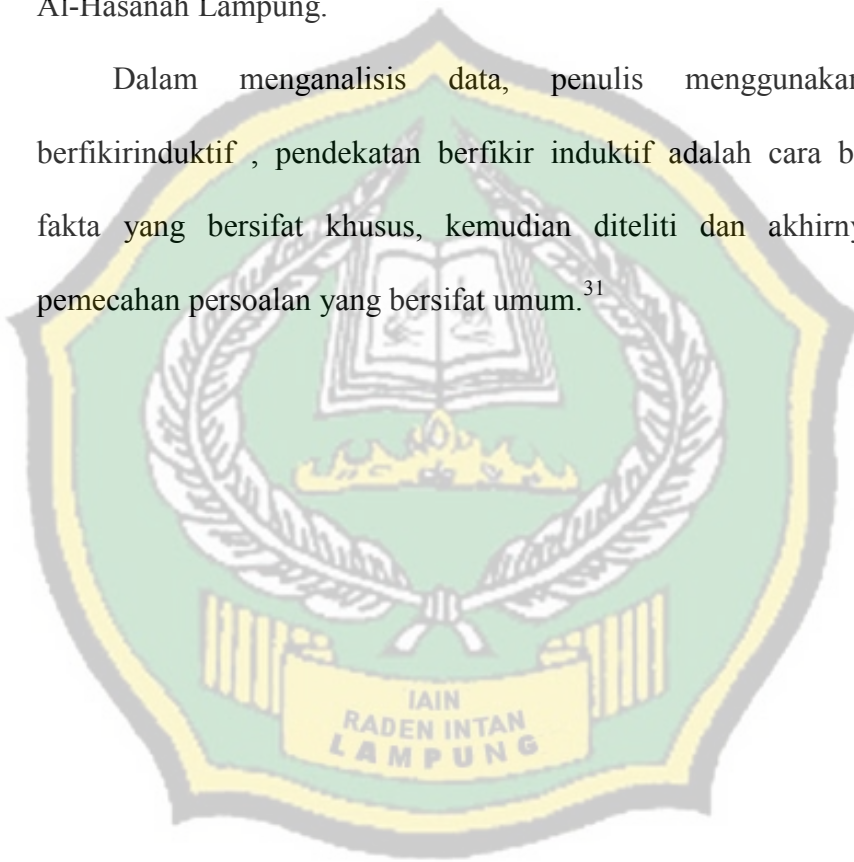 Al-Hasanah Lampung.
Dalam menganalisis data, penulis menggunakan
berfikirinduktif , pendekatan berfikir induktif adalah cara b
fakta yang bersifat khusus, kemudian diteliti dan akhirny
pemecahan persoalan yang bersifat umum.31
IAIN
RADEN INTAN
LAMPUNG